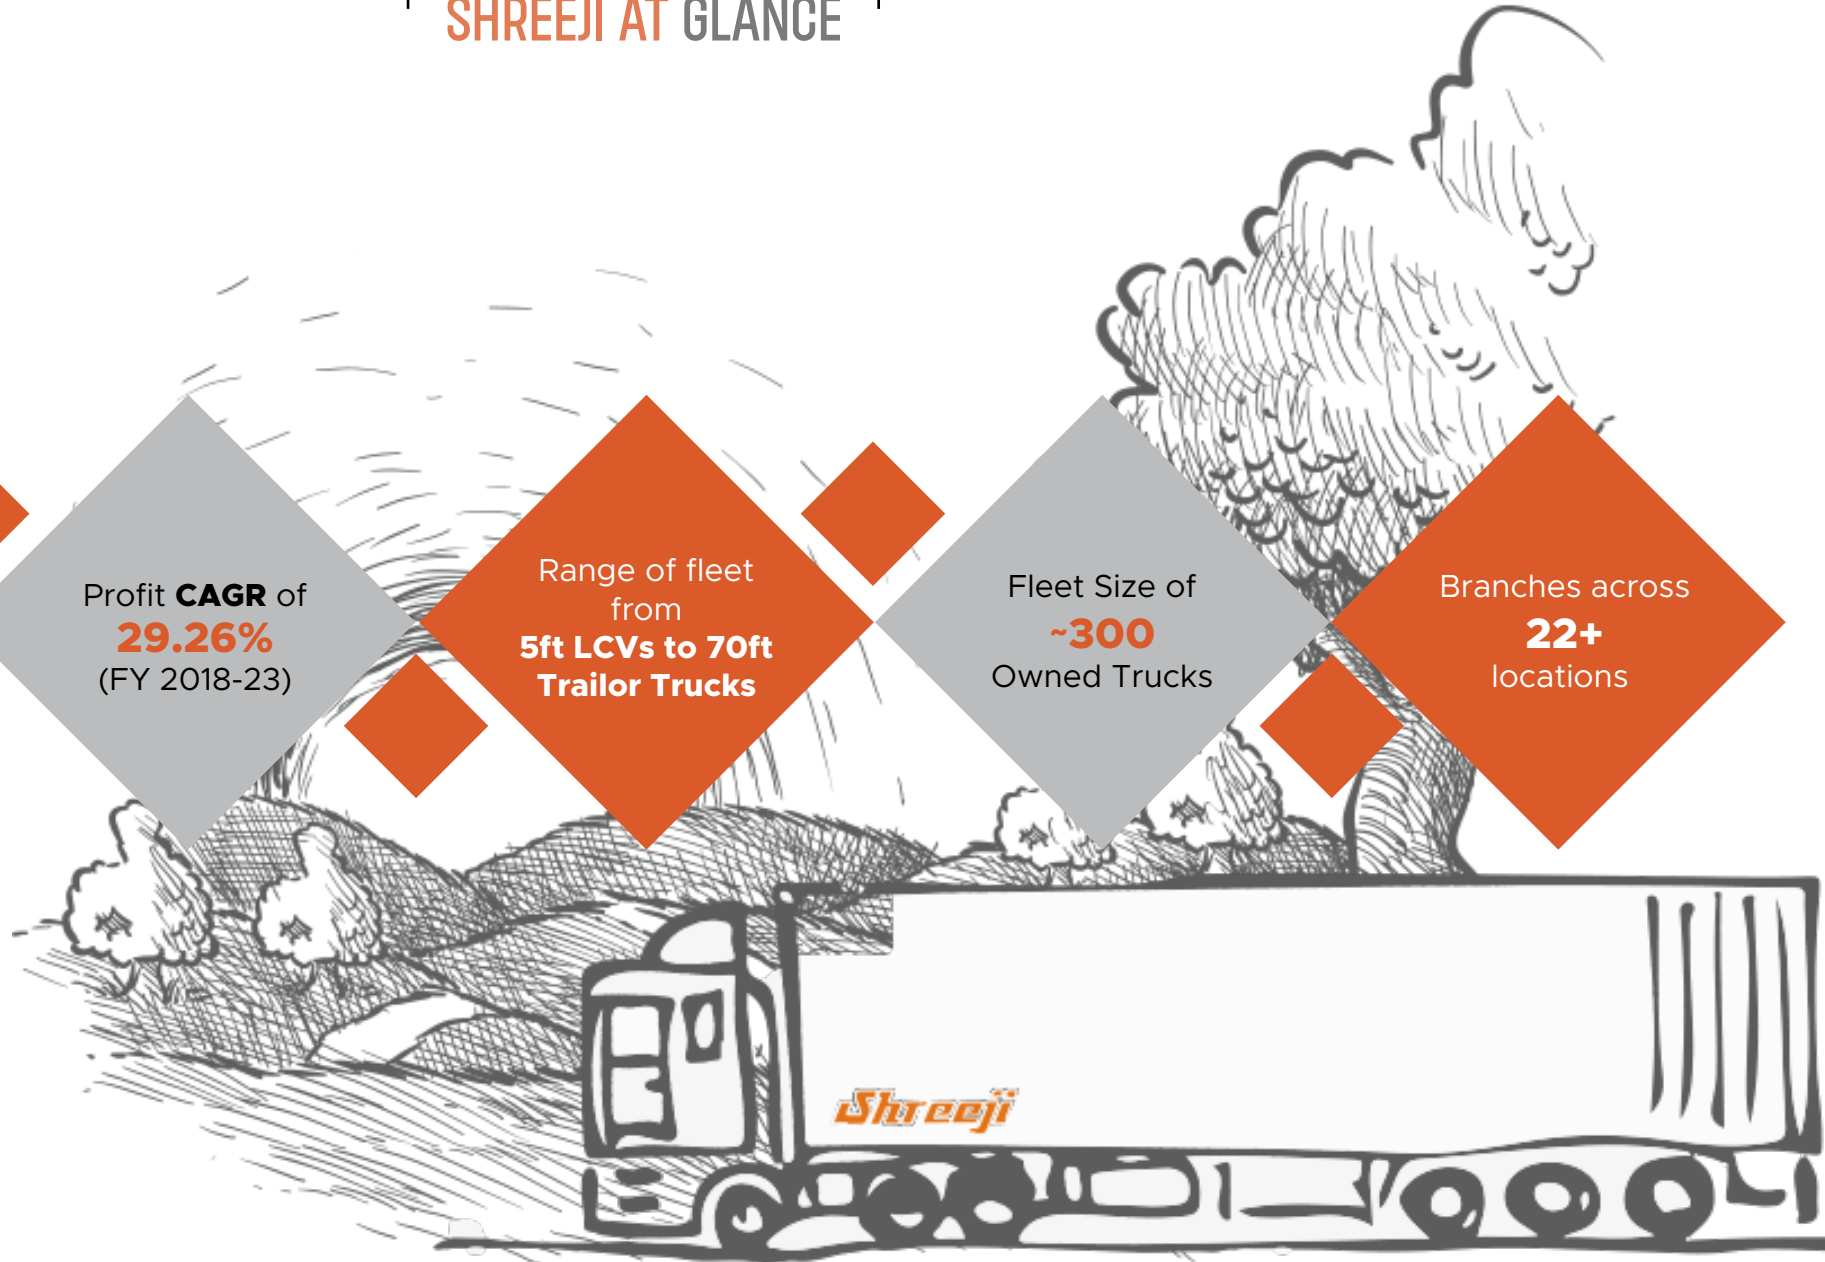 SHREEJI AT GLANCE
Profit CAGR of
29.26%
(FY 2018-23)
Range of fleet
from
5ft LCVs to 70ft
Trailor Trucks
Fleet Size of
~300
Owned Trucks
Branches across
22+
locations
Shreeji